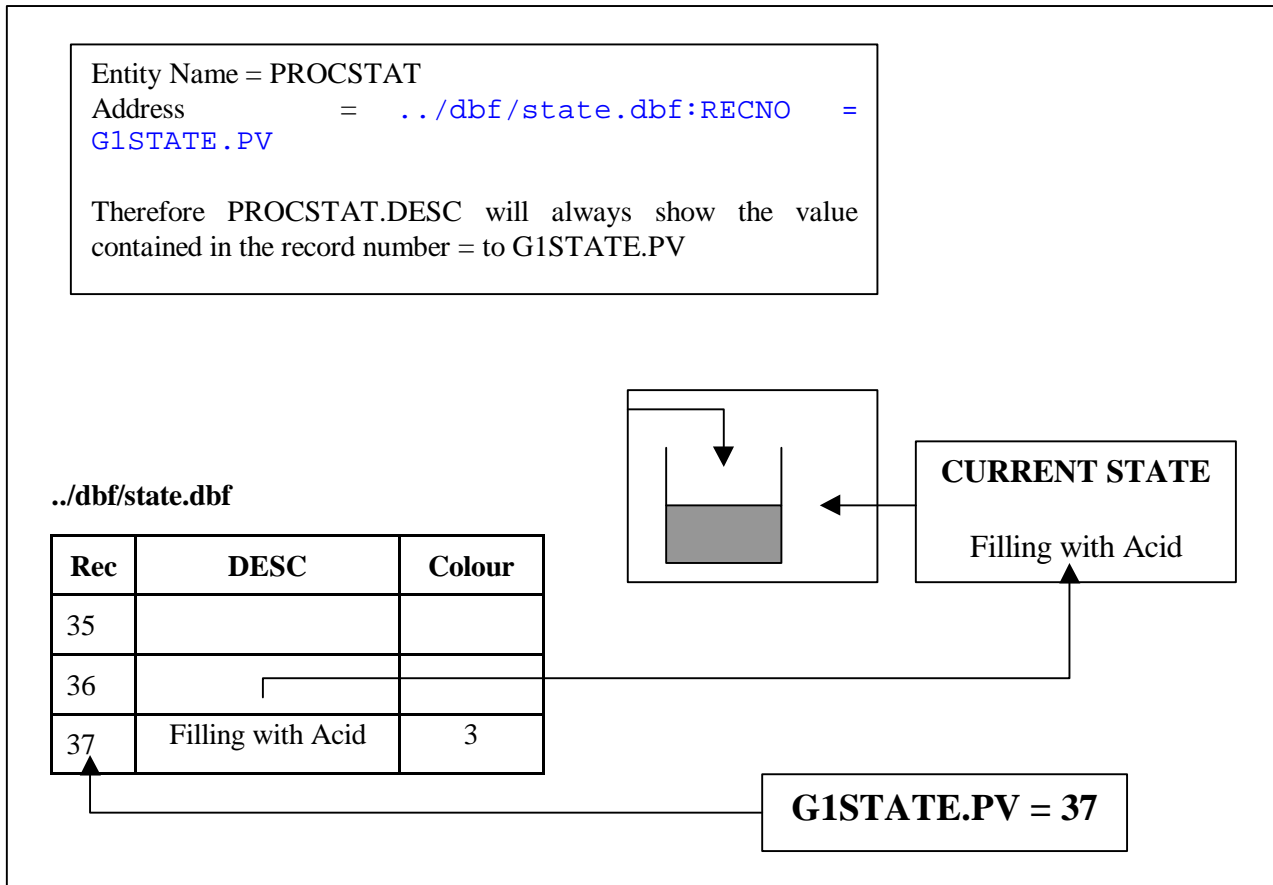 Entity Name = PROCSTAT
Address = ../dbf/state.dbf:RECNO =
G1STATE.PV
Therefore PROCSTAT.DESC will always show the value
contained in the record number = to G1STATE.PV
CURRENT STATE
Filling with Acid
../dbf/state.dbf
Rec DESC Colour
35
36
37 Filling with Acid 3
G1STATE.PV = 37